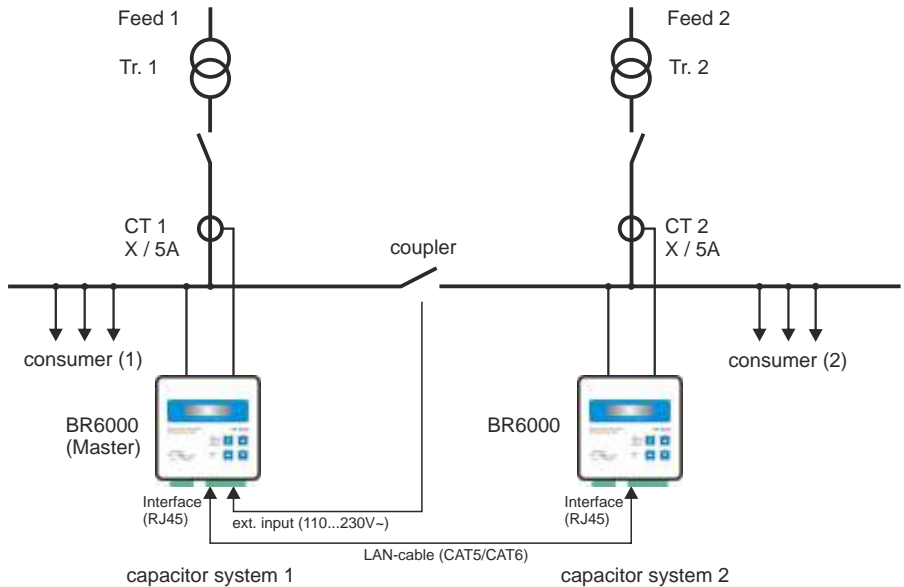 Feed 1
Feed 2
Tr. 1
Tr. 2
CT 1
X / 5A
coupler
CT 2
X / 5A
consumer (1)
consumer (2)
BR6000
(Master)
BR6000
Interface
(RJ45)
ext. input (110...230V~)
Interface
(RJ45)
LAN-cable (CAT5/CAT6)
capacitor system 1
capacitor system 2